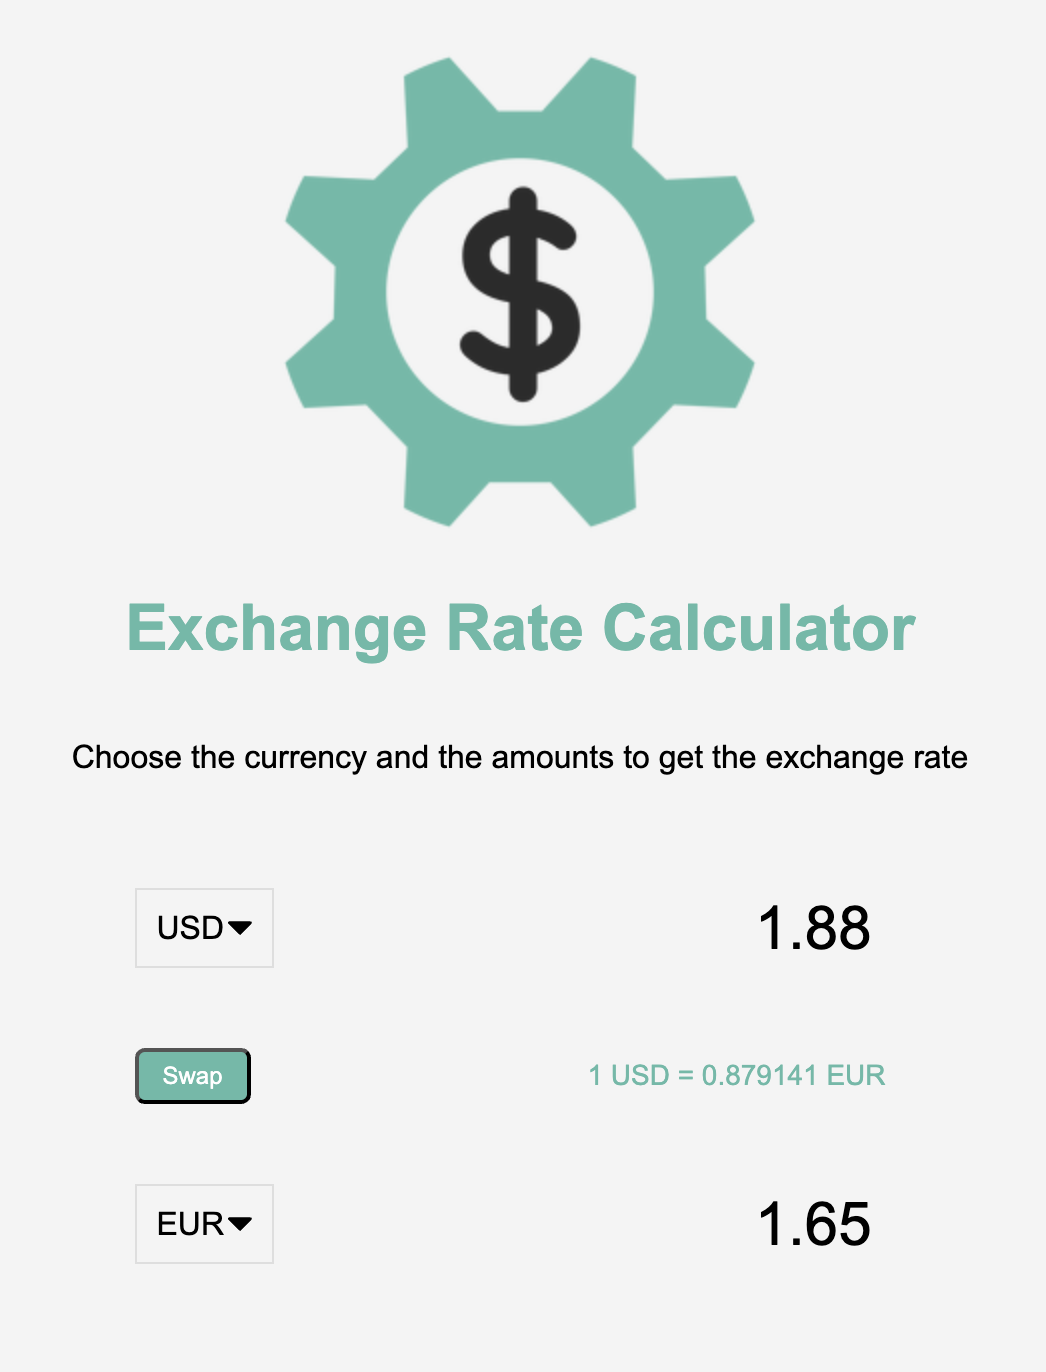 $
Exchange Rate Calculator
Choose the currency and the amounts to get the exchange rate
USD 1.88
Swap 1 USD = 0.879141 EUR
EUR 1.65